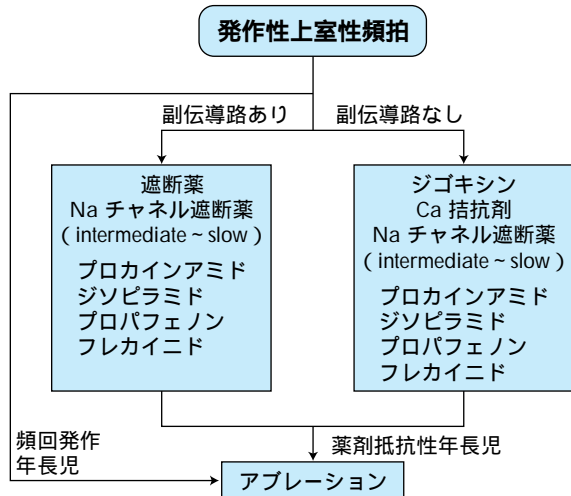 発作性上室性頻拍
副伝導路あり
副伝導路なし
遮断薬
Na チャネル遮断薬
( intermediate ~ slow )
プロカインアミド
ジソピラミド
プロパフェノン
フレカイニド
ジゴキシン
Ca 拮抗剤
Na チャネル遮断薬
( intermediate ~ slow )
プロカインアミド
ジソピラミド
プロパフェノン
フレカイニド
頻回発作
年長児
薬剤抵抗性年長児
アブレーション